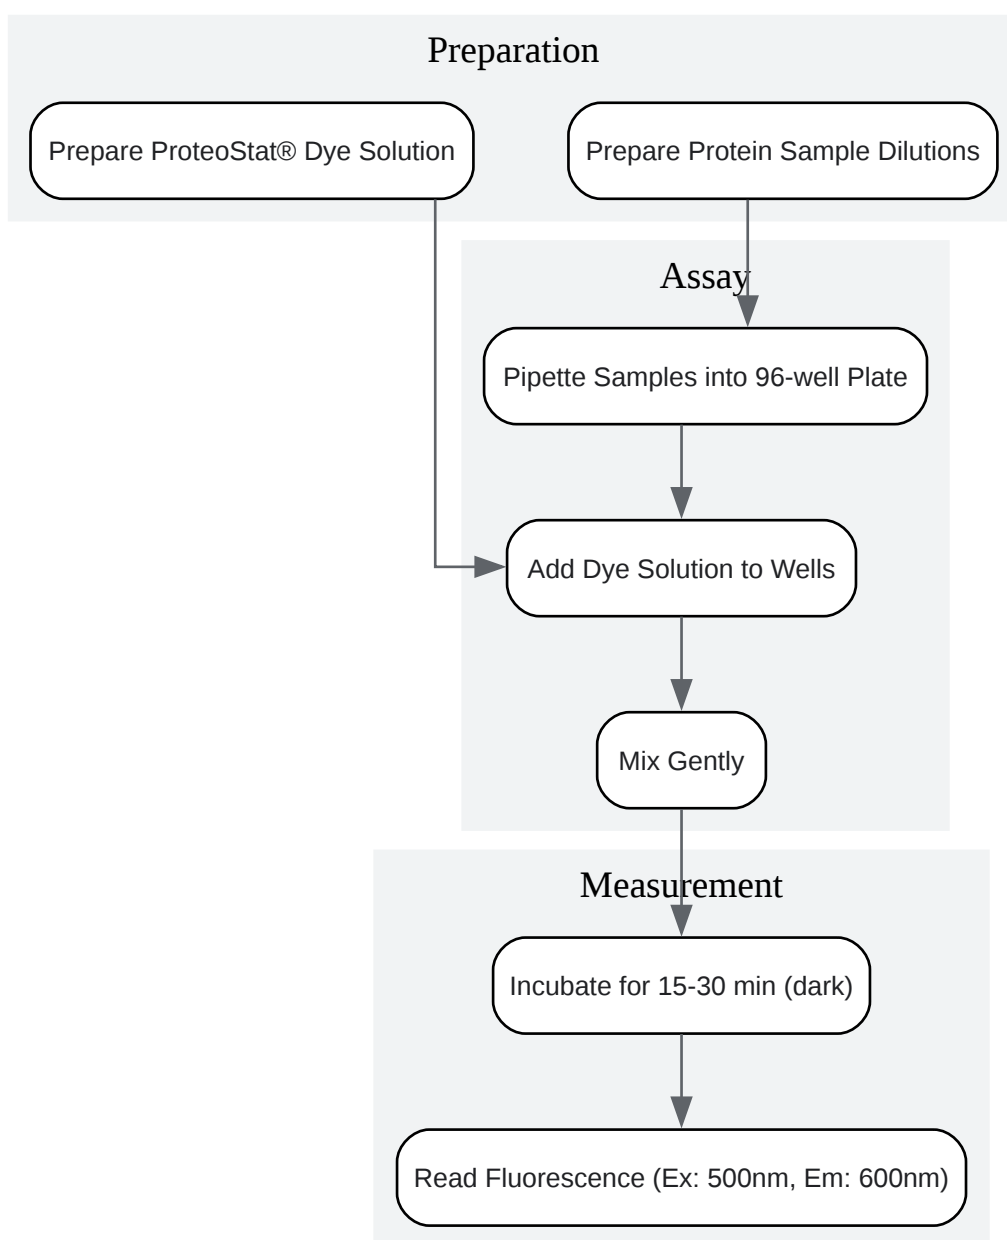 Preparation
Prepare ProteoStat® Dye Solution
Prepare Protein Sample Dilutions
Assay
Pipette Samples into 96-well Plate
Add Dye Solution to Wells
Mix Gently
Measurement
Incubate for 15-30 min (dark)
Read Fluorescence (Ex: 500nm, Em: 600nm)